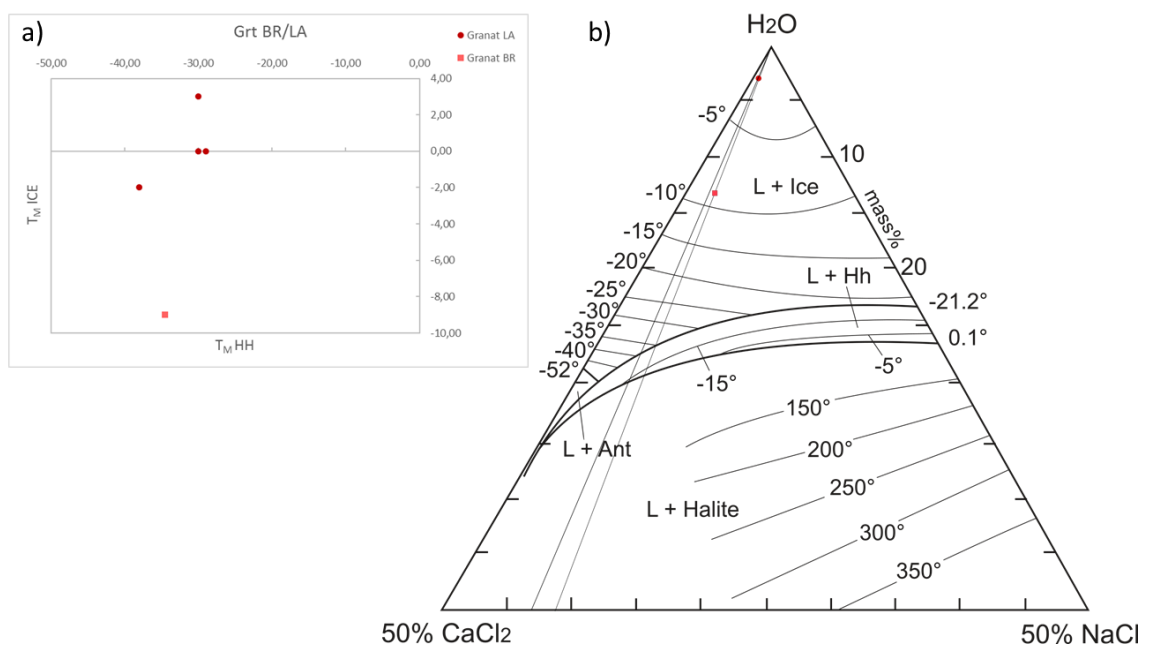 a)
Grt BR/LA
Granat LA
Granat BR
-50,00 -40,00 -30,00 -20,00 -10,00 0,00
4,00
2,00
0,00
-2,00
-4,00
-6,00
-8,00
-10,00
TM ICE
TM HH
b)
H2O
-5°
10
L + Ice
-10°
mass%
-15°
-20°
20
L + Hh
-25°
-21.2°
-30°
-35°
0.1°
-40°
-52°
-5°
-15°
150°
L + Ant
200°
250°
L + Halite
300°
350°
50% CaCl2
50% NaCl